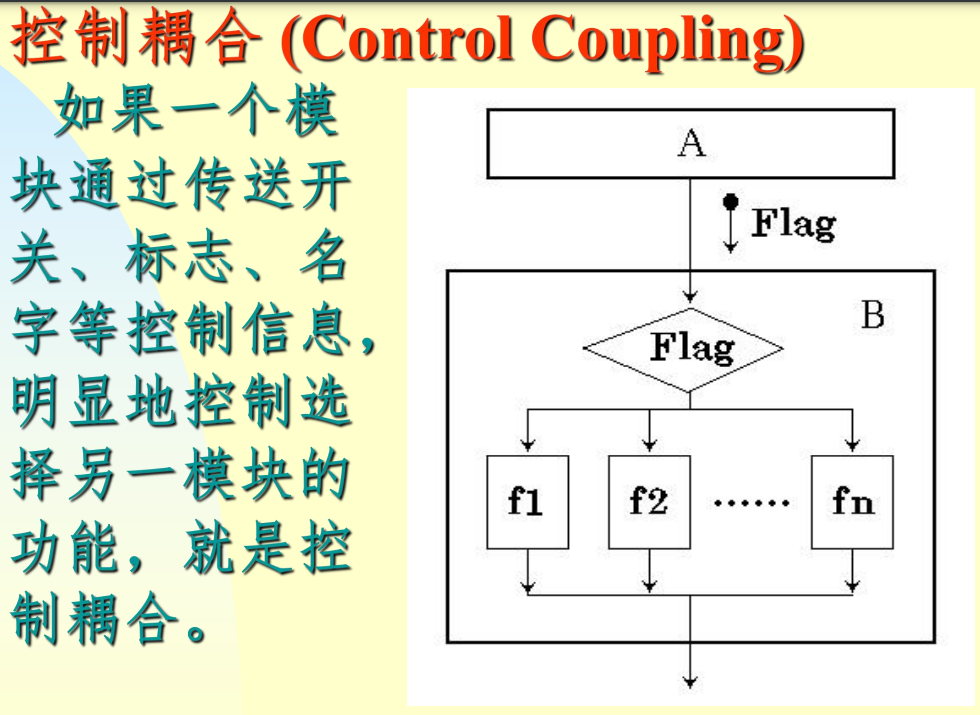 控制耦合 (Control Coupling)
如果一个模
块通过传送开
关、标志、名
字等控制信息，
明显地控制选
择另一模块的
功能，就是控
制耦合。
A
Flag
B
Flag
f1 f2 ...... fn